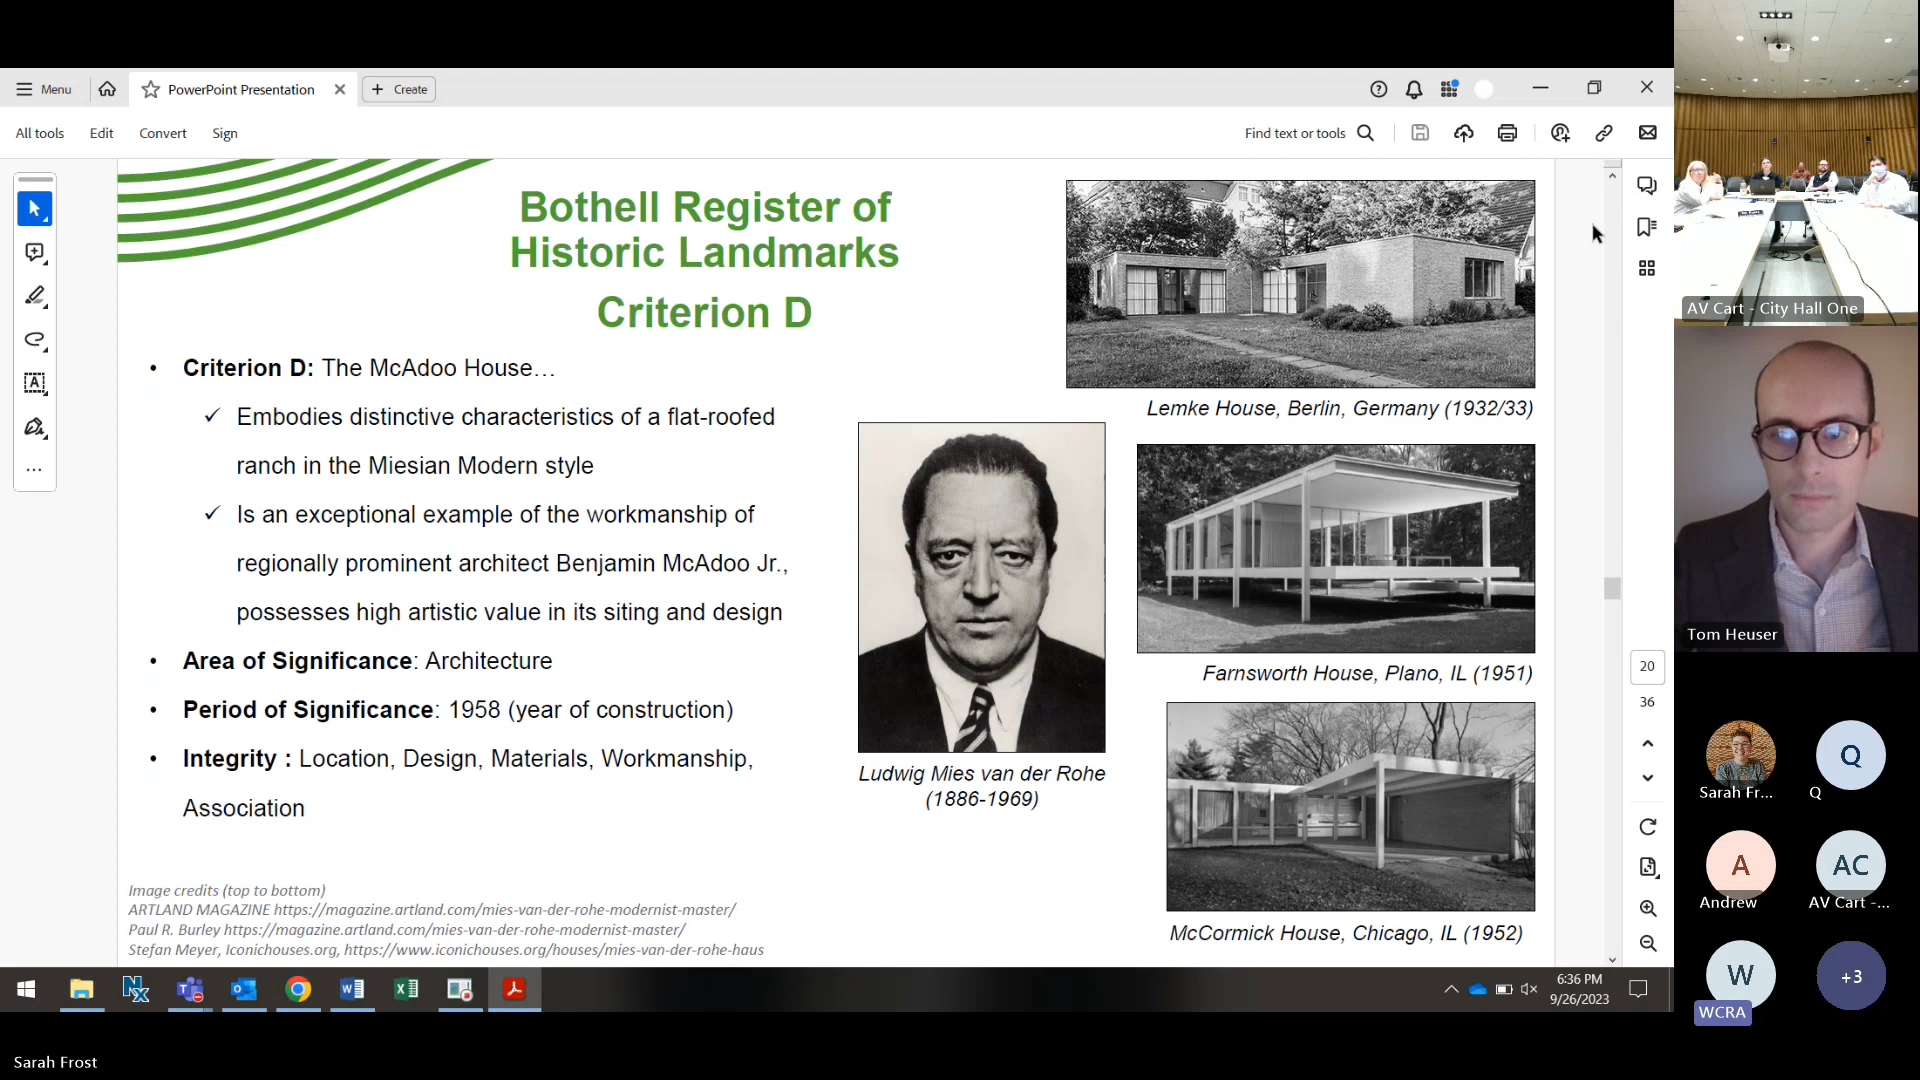 Menu
PowerPoint Presentation
Create
All tools
Edit
Convert
Sign
Find text or tools
Bothell Register of
Historic Landmarks
Criterion D
• Criterion D: The McAdoo House…
✓ Embodies distinctive characteristics of a flat-roofed
ranch in the Miesian Modern style
✓ Is an exceptional example of the workmanship of
regionally prominent architect Benjamin McAdoo Jr.,
possesses high artistic value in its siting and design
• Area of Significance: Architecture
• Period of Significance: 1958 (year of construction)
• Integrity : Location, Design, Materials, Workmanship,
Association
Image credits (top to bottom)
ARTLAND MAGAZINE https://magazine.artland.com/mies-van-der-rohe-modernist-master/
Paul R. Burley https://magazine.artland.com/mies-van-der-rohe-modernist-master/
Stefan Meyer, Iconichouses.org, https://www.iconichouses.org/houses/mies-van-der-rohe-haus
Ludwig Mies van der Rohe
(1886-1969)
Lemke House, Berlin, Germany (1932/33)
Farnsworth House, Plano, IL (1951)
McCormick House, Chicago, IL (1952)
20
36
6:36 PM
9/26/2023
AV Cart - City Hall One
Tom Heuser
Sarah Fr...
Q
Q
A
Andrew
AC
AV Cart -...
W
WCRA
+3
Sarah Frost